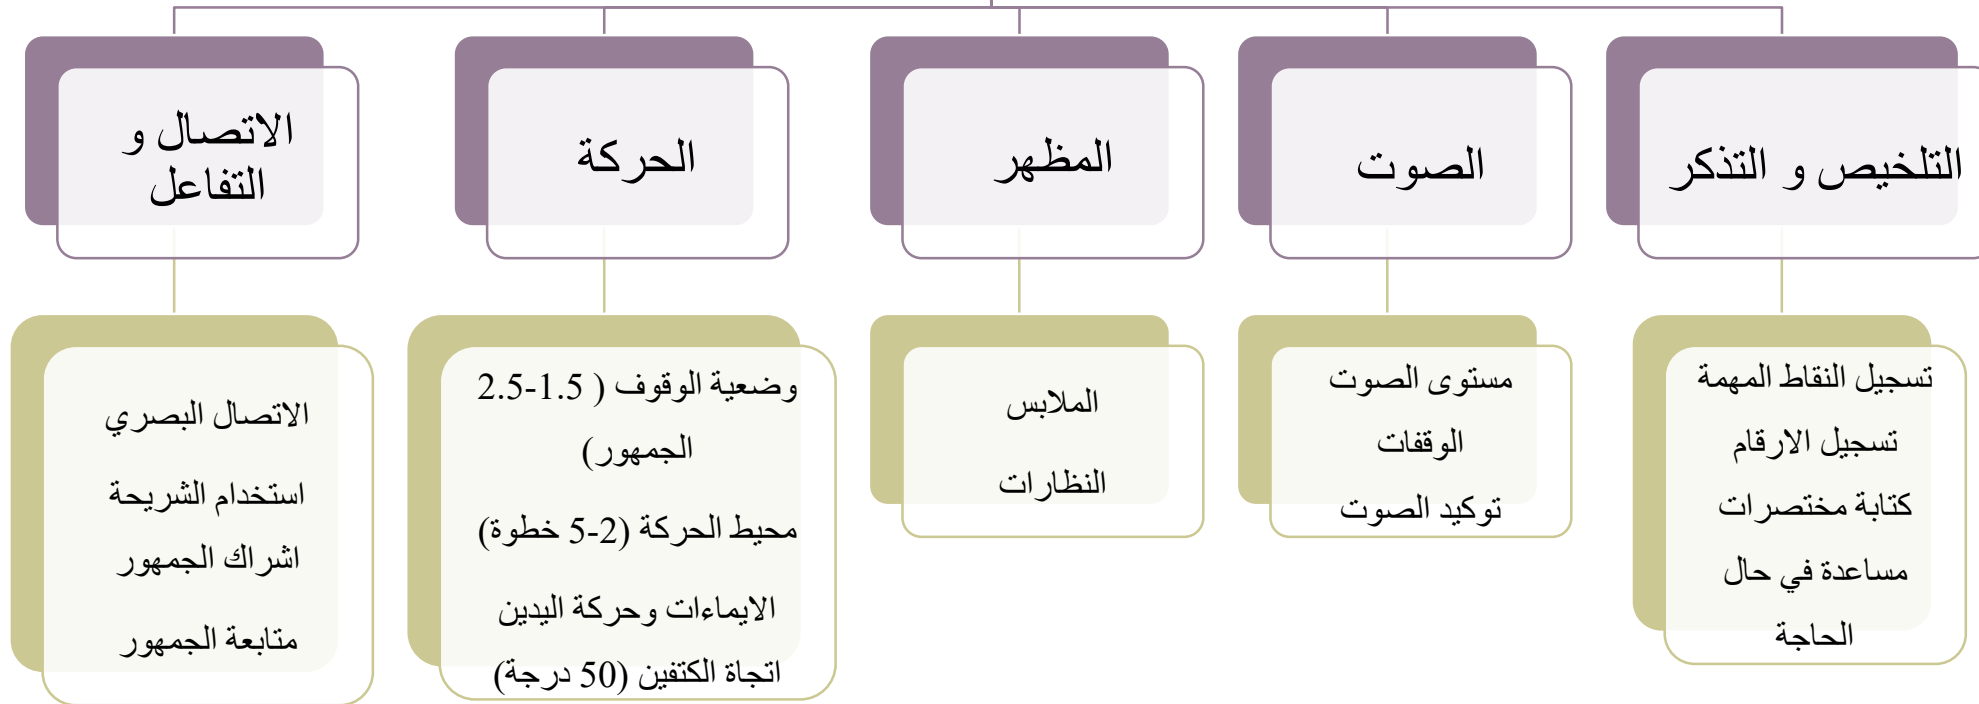 التلخيص و التذكر
تسجيل النقاط المهمة
تسجيل الارقام
كتابة مختصرات
مساعدة في حال
الحاجة
الصوت
مستوى الصوت
الوقفات
توكيد الصوت
المظهر
الملابس
النظارات
الحركة
وضعية الوقوف ( 1.5-2.5
الجمهور)
محيط الحركة (2-5 خطوة)
الايماءات وحركة اليدين
اتجاة الكتفين (50 درجة)
الاتصال و
التفاعل
الاتصال البصري
استخدام الشريحة
اشراك الجمهور
متابعة الجمهور